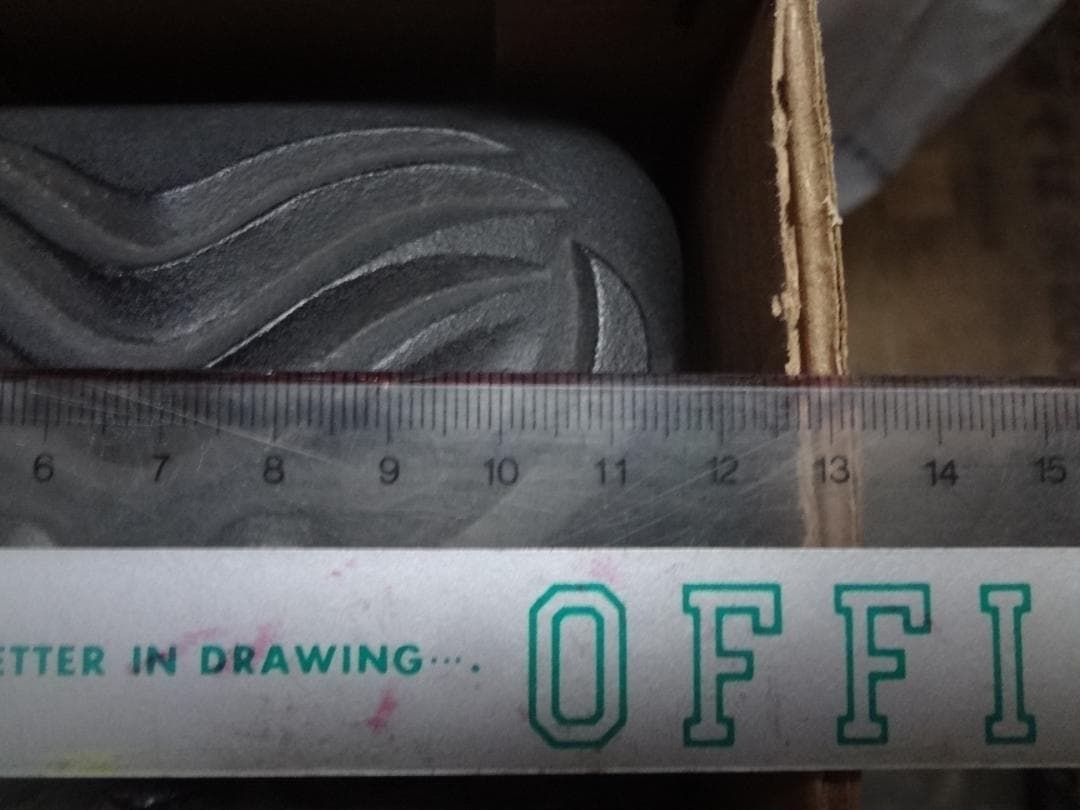 6 7 8 9 10 11 12 13 14 15
ETTER IN DRAWING···. OFFI